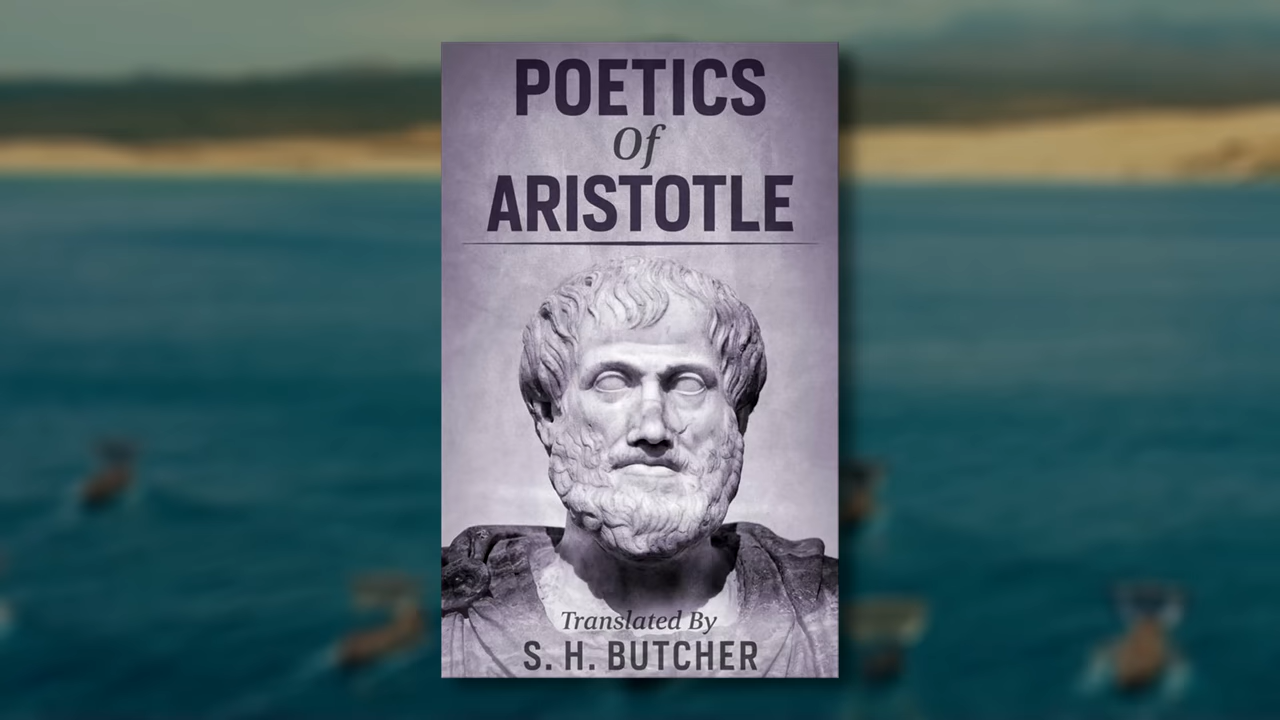 POETICS
Of
ARISTOTLE
Translated By
S. H. BUTCHER